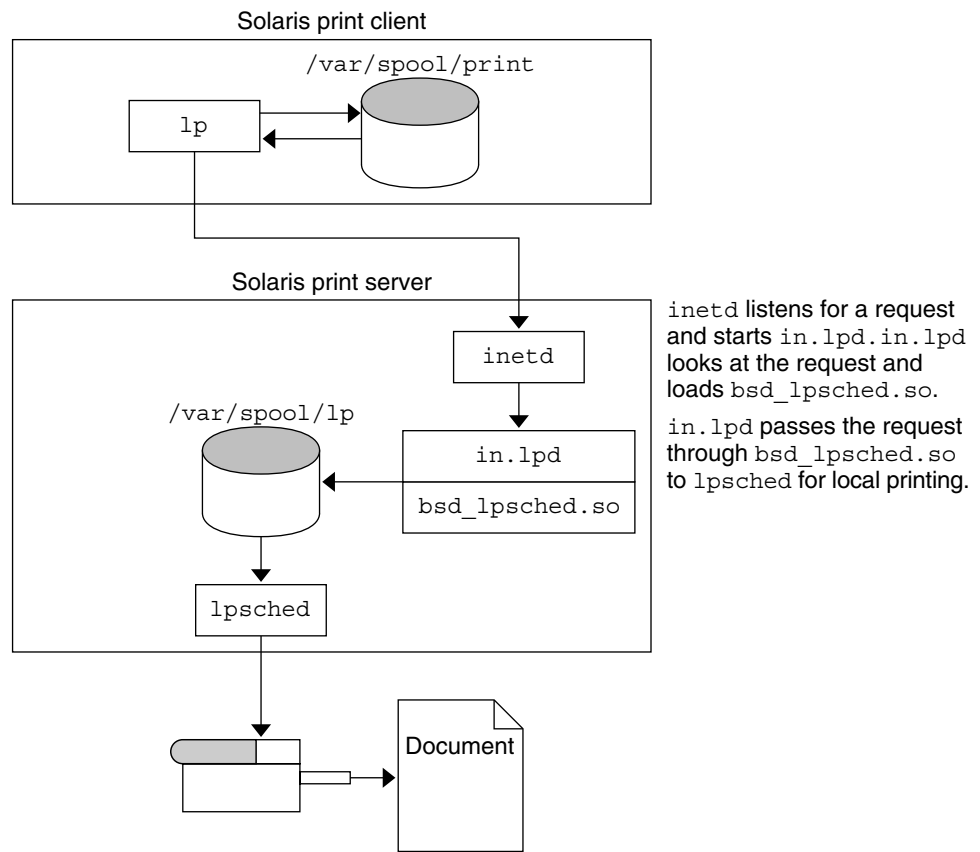 Solaris print client
/var/spool/print
lp
Solaris print server
inetd
/var/spool/lp
in.lpd
bsd_lpsched.so
lpsched
Document
inetd listens for a request
and starts in.lpd.in.lpd
looks at the request and
loads bsd_lpsched.so.
in.lpd passes the request
through bsd_lpsched.so
to lpsched for local printing.